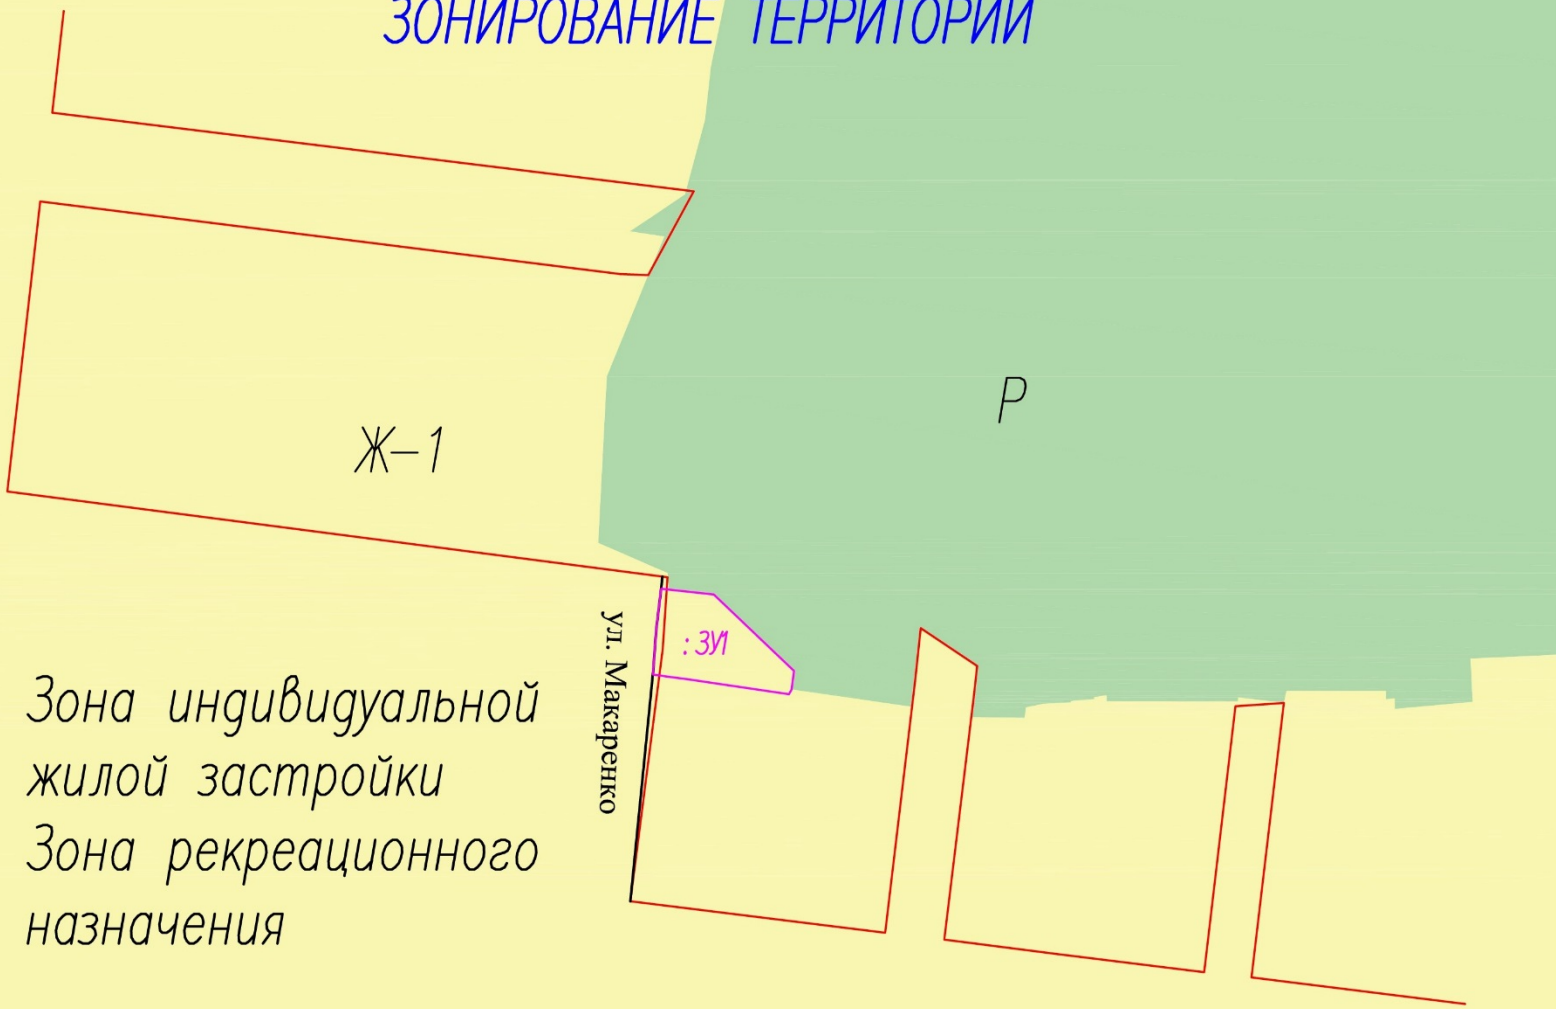 ЗОНИРОВАНИЕ ТЕРРИТОРИИ
Р
Ж-1
:ЗУ1
ул. Макаренко
Зона индивидуальной
жилой застройки
Зона рекреационного
назначения